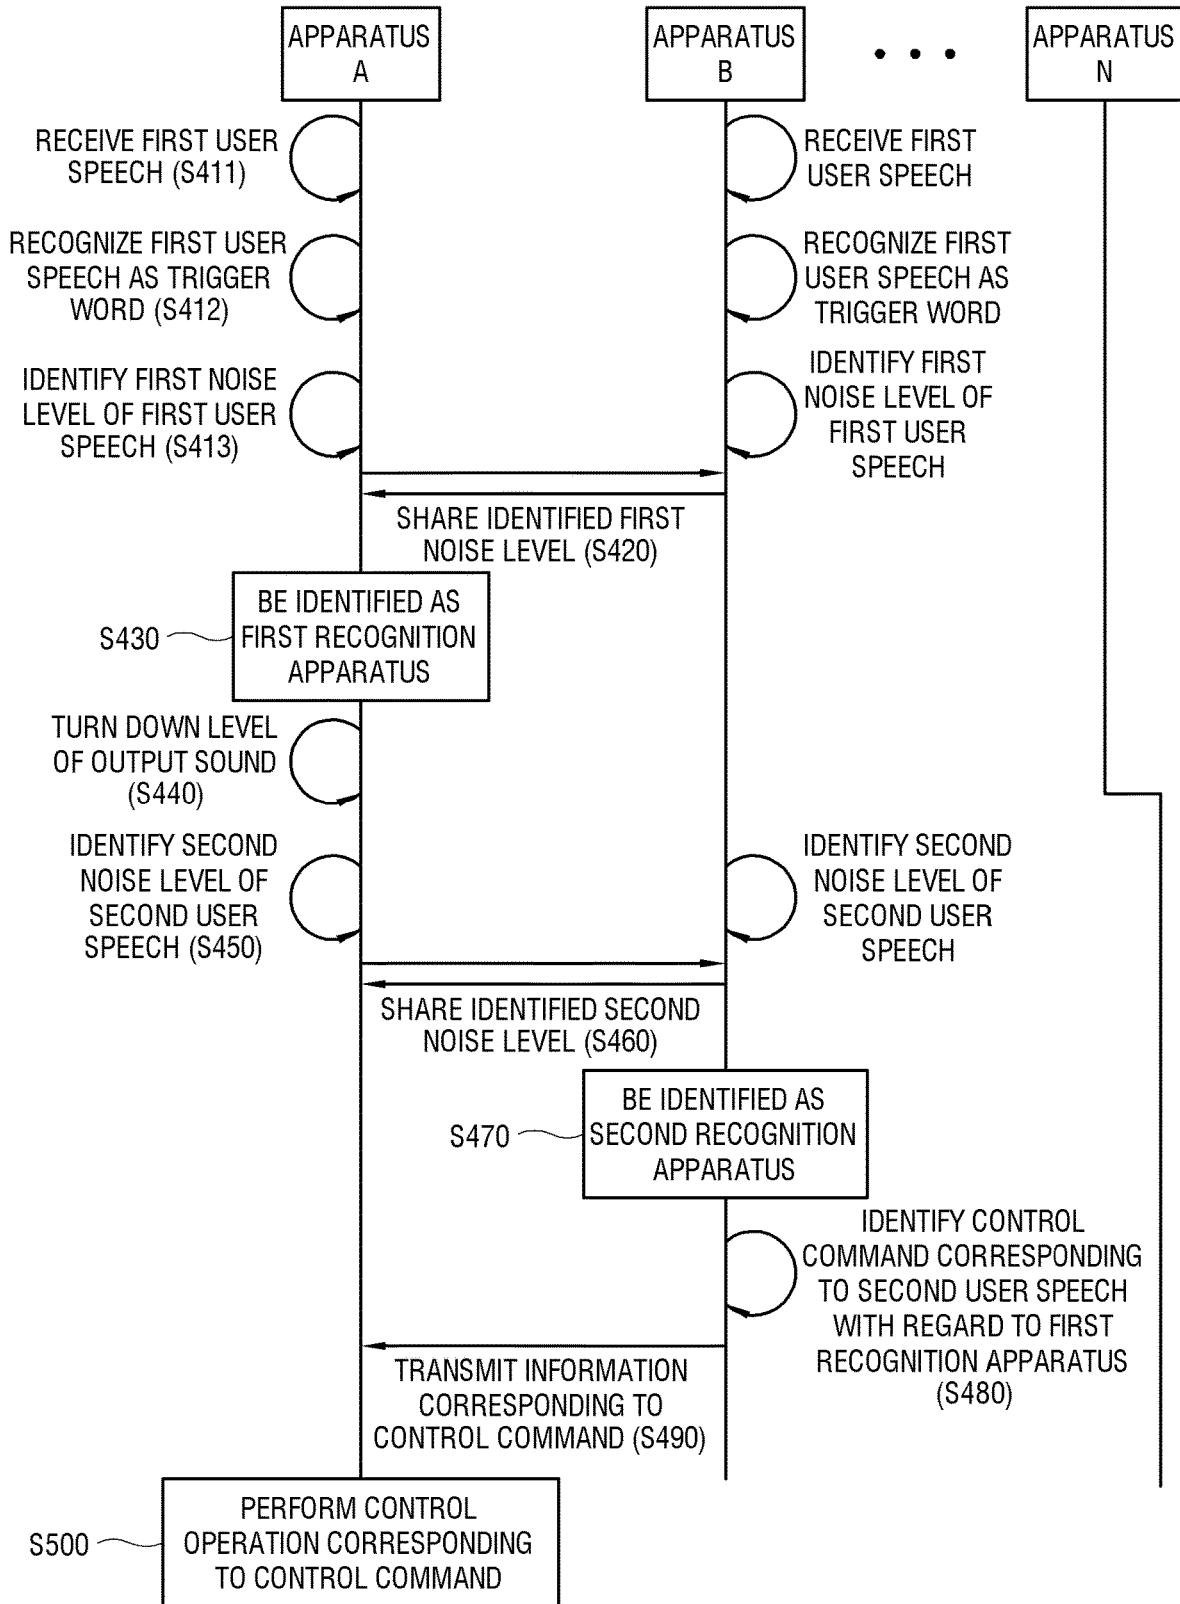 APPARATUS
A
APPARATUS
B
• • •
APPARATUS
N
RECEIVE FIRST USER
SPEECH (S411)
RECEIVE FIRST
USER SPEECH
RECOGNIZE FIRST USER
SPEECH AS TRIGGER
WORD (S412)
RECOGNIZE FIRST
USER SPEECH AS
TRIGGER WORD
IDENTIFY FIRST NOISE
LEVEL OF FIRST USER
SPEECH (S413)
IDENTIFY FIRST
NOISE LEVEL OF
FIRST USER
SPEECH
SHARE IDENTIFIED FIRST
NOISE LEVEL (S420)
S430
BE IDENTIFIED AS
FIRST RECOGNITION
APPARATUS
TURN DOWN LEVEL
OF OUTPUT SOUND
(S440)
IDENTIFY SECOND
NOISE LEVEL OF
SECOND USER
SPEECH (S450)
IDENTIFY SECOND
NOISE LEVEL OF
SECOND USER
SPEECH
SHARE IDENTIFIED SECOND
NOISE LEVEL (S460)
S470
BE IDENTIFIED AS
SECOND RECOGNITION
APPARATUS
IDENTIFY CONTROL
COMMAND CORRESPONDING
TO SECOND USER SPEECH
WITH REGARD TO FIRST
RECOGNITION APPARATUS
(S480)
TRANSMIT INFORMATION
CORRESPONDING TO
CONTROL COMMAND (S490)
S500
PERFORM CONTROL
OPERATION CORRESPONDING
TO CONTROL COMMAND